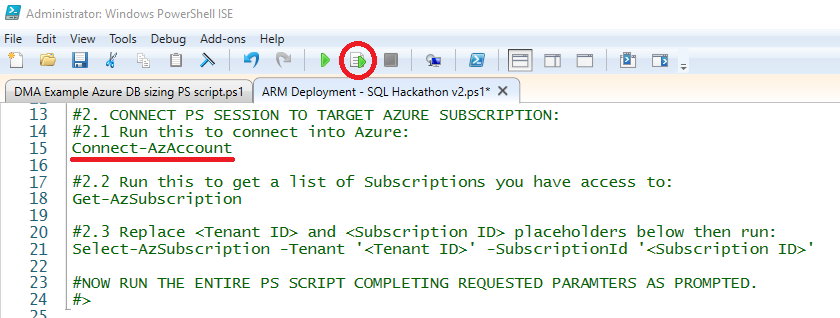 Administrator: Windows PowerShell ISE
File Edit View Tools Debug Add-ons Help
DMA Example Azure DB sizing PS script.ps1 ARM Deployment - SQL Hackathon v2.ps1* X
13 #2. CONNECT PS SESSION TO TARGET AZURE SUBSCRIPTION:
14 #2.1 Run this to connect into Azure:
15 Connect-AzAccount
16
17 #2.2 Run this to get a list of Subscriptions you have access to:
18 Get-AzSubscription
19
20 #2.3 Replace <Tenant ID> and <Subscription ID> placeholders below then run:
21 Select-AzSubscription -Tenant '<Tenant ID>' -SubscriptionId '<Subscription ID>'
22
23 #NOW RUN THE ENTIRE PS SCRIPT COMPLETING REQUESTED PARAMTERS AS PROMPTED.
24 #>
25